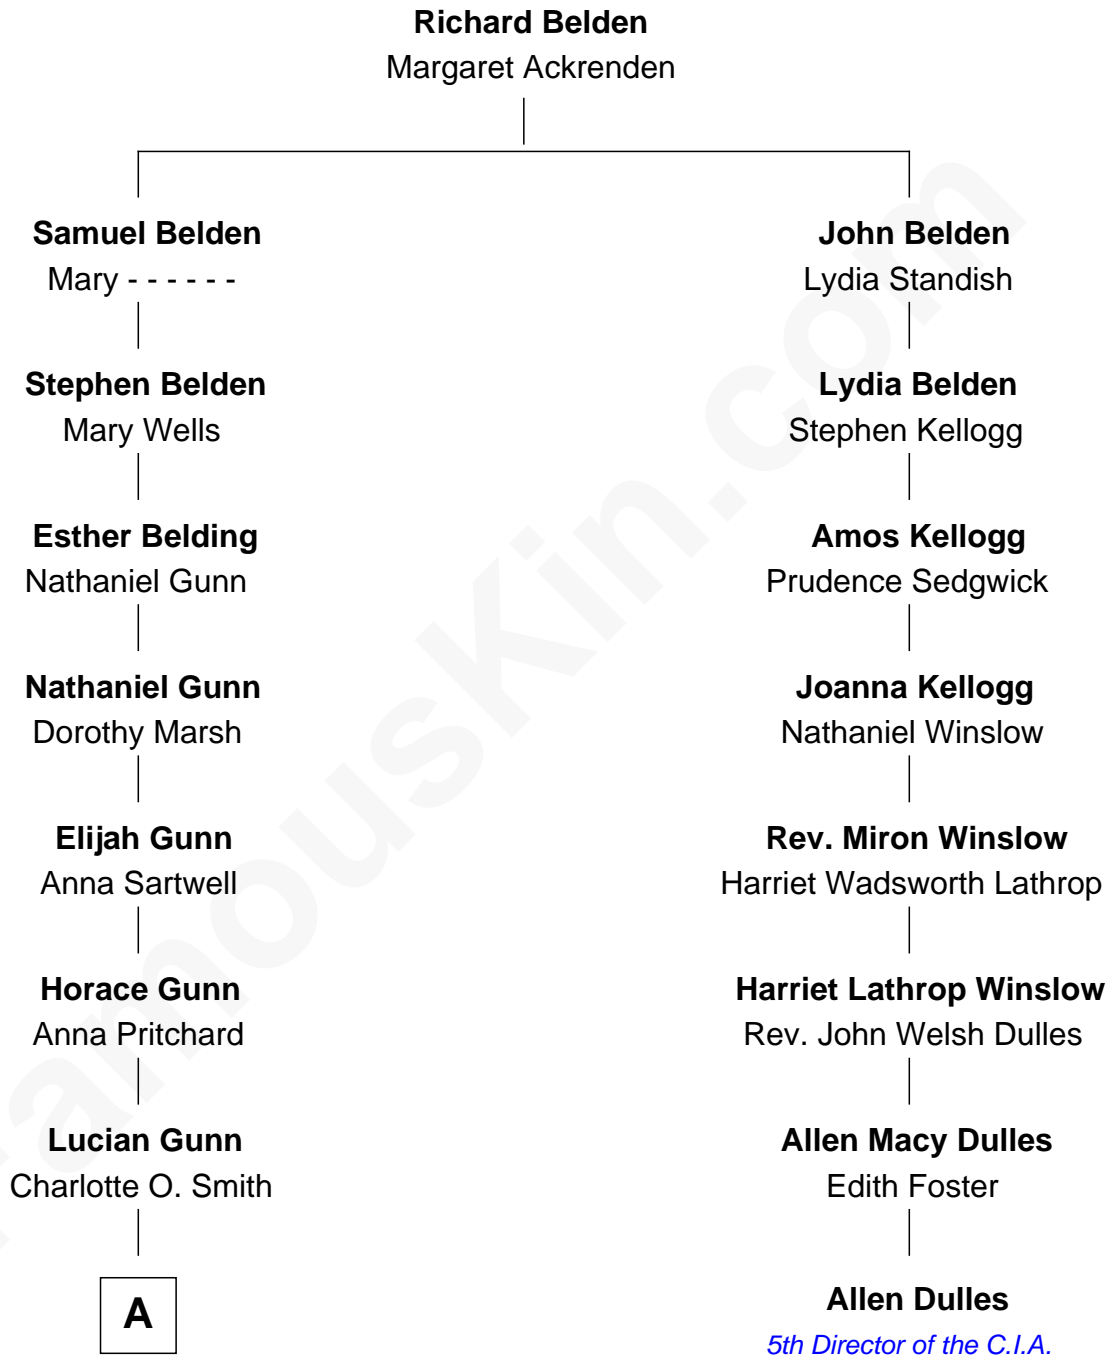 Richard Belden
Margaret Ackrenden
Samuel Belden
Mary - - - - - -
John Belden
Lydia Standish
Stephen Belden
Mary Wells
Lydia Belden
Stephen Kellogg
Esther Belding
Nathaniel Gunn
Amos Kellogg
Prudence Sedgwick
Nathaniel Gunn
Dorothy Marsh
Joanna Kellogg
Nathaniel Winslow
Elijah Gunn
Anna Sartwell
Rev. Miron Winslow
Harriet Wadsworth Lathrop
Horace Gunn
Anna Pritchard
Harriet Lathrop Winslow
Rev. John Welsh Dulles
Lucian Gunn
Charlotte O. Smith
Allen Macy Dulles
Edith Foster
A
Allen Dulles
5th Director of the C.I.A.
FamousKin.com